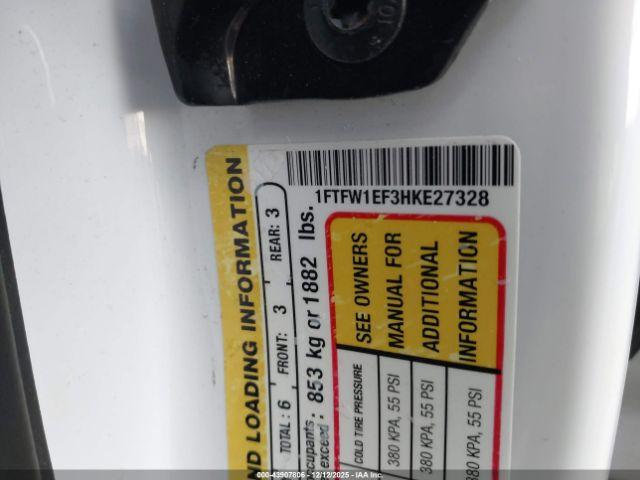 1FTFW1EF3HKE27328
ND LOADING INFORMATION
TOTAL : 6 FRONT: 3 REAR: 3
cupants
exceed : 853 kg or 1882 lbs.
SEE OWNERS
MANUAL FOR
ADDITIONAL
INFORMATION
COLD TIRE PRESSURE
380 KPA, 55 PSI
380 KPA, 55 PSI
380 KPA, 55 PSI
00-43907806 - 12/12/2025 - IAA Inc.